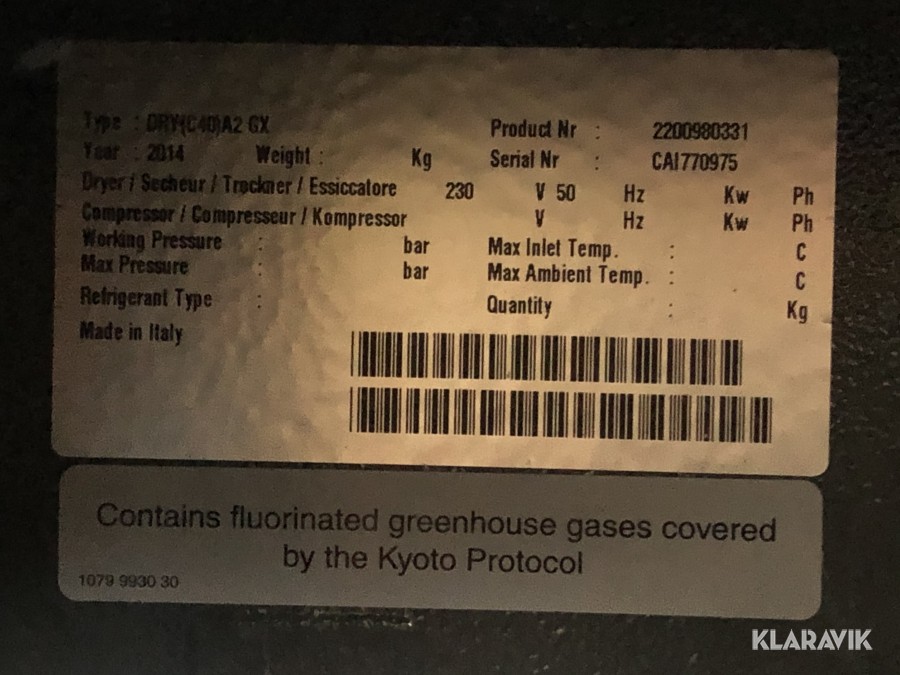 Type : DRY(C40)A2 GX Product Nr : 2200980331
Year : 2014 Weight : Kg Serial Nr : CAI770975
Dryer / Secheur / Trockner / Essiccatore 230 V 50 Hz Kw Ph
Compressor / Compresseur / Kompressor V Hz Kw Ph
Working Pressure : bar Max Inlet Temp. : C
Max Pressure : bar Max Ambient Temp. : C
Refrigerant Type : Quantity : Kg
Made in Italy
Contains fluorinated greenhouse gases covered
by the Kyoto Protocol
1079 9930 30
KLARAVIK